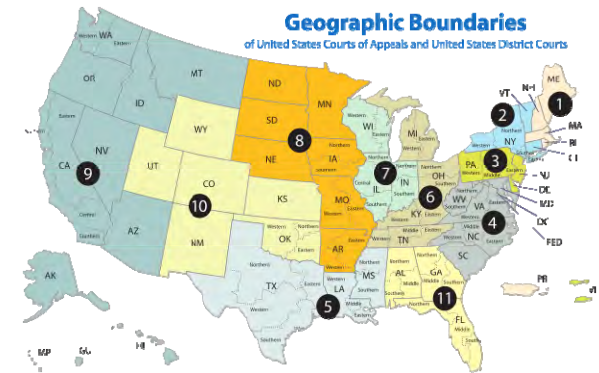 Geographic Boundaries
of United States Courts of Appeals and United States District Courts
Western WA
Eastern
MT
ND
MN
ME
VT
NH
1
2
OR
ID
SD
WI
Western
MI
Eastern
Western
NY
MA
RI
CT
WY
8
Northern
NE
IA
Southern
Northern
7
3
PA
Western
Middle
Eastern
NJ
DE
MD
DC
FED
Eastern
NV
UT
CO
Central
IL
IN
Southern
Northern
OH
Southern
6
WV
VA
CA
9
10
KS
MO
Western
Eastern
KY
Eastern
4
Central
Southern
AZ
NM
Western
OK
Northern
Eastern
AR
Western
Eastern
Western
TN
Middle
Eastern
Western
Middle
NC
Eastern
SC
AK
Northern
TX
Eastern
Western
Southern
Western
LA
Middle
Eastern
5
Northern
MS
Southern
Northern
AL
Middle
Southern
Northern
GA
Middle
Southern
11
Northern
FL
Middle
PR
VI
HI